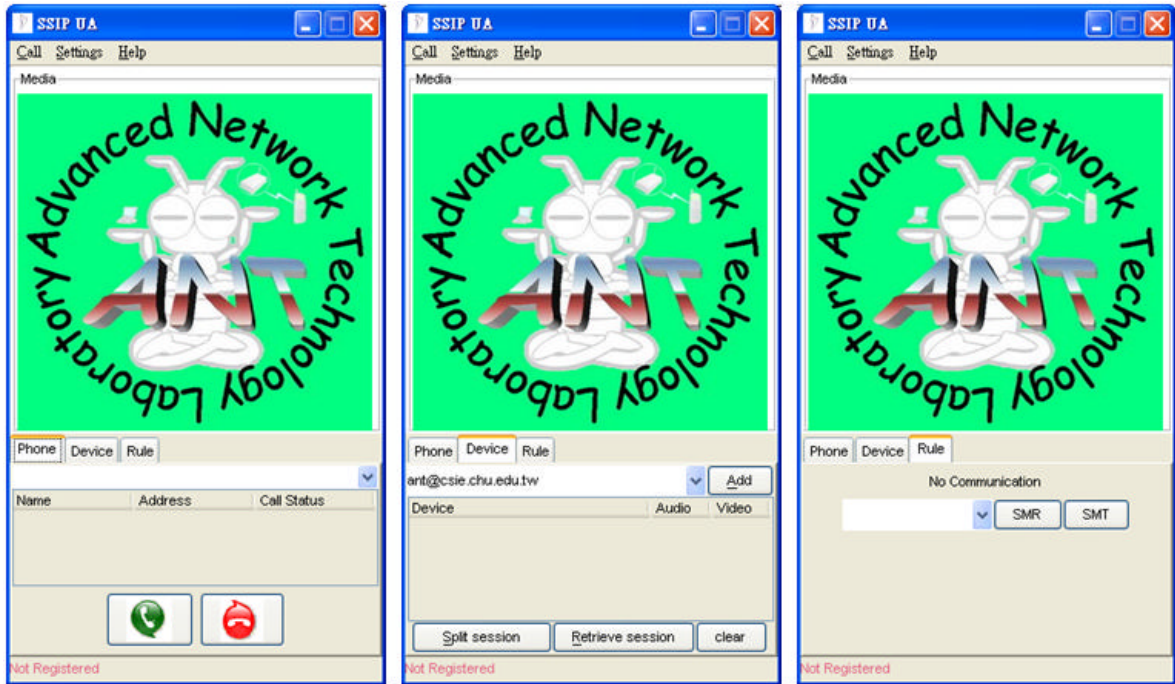 SSIP UA
Call Settings Help
Media
Advanced Network Technology Laboratory
ANT
Phone Device Rule
Name Address Call Status
Not Registered
SSIP UA
Call Settings Help
Media
Advanced Network Technology Laboratory
ANT
Phone Device Rule
ant@csie.chu.edu.tw Add
Device Audio Video
Split session Retrieve session clear
Not Registered
SSIP UA
Call Settings Help
Media
Advanced Network Technology Laboratory
ANT
Phone Device Rule
No Communication
SMR SMT
Not Registered